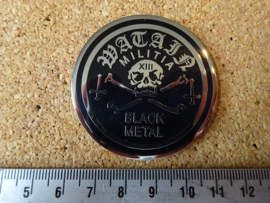 WATAIN
MILITIA
XIII
BLACK
METAL
5 6 7 8 9 10 11 12